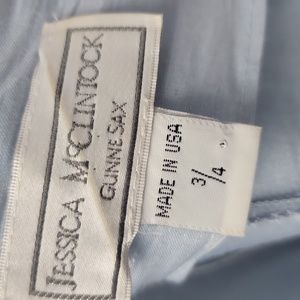 JESSICA McCLINTOCK
GUNNE SAX
MADE IN USA
3/4